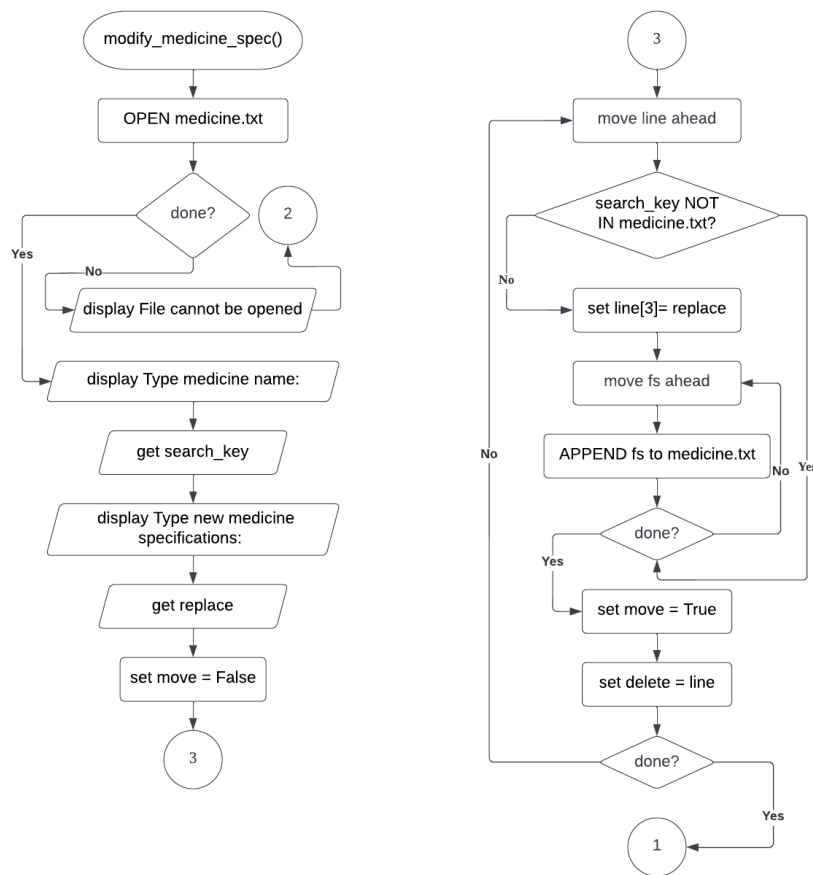 modify_medicine_spec()
OPEN medicine.txt
done?
2
Yes
No
display File cannot be opened
display Type medicine name:
get search_key
display Type new medicine
specifications:
get replace
set move = False
3
3
move line ahead
search_key NOT
IN medicine.txt?
No
set line[3]= replace
move fs ahead
No
APPEND fs to medicine.txt
No
Yes
done?
Yes
set move = True
set delete = line
done?
Yes
1